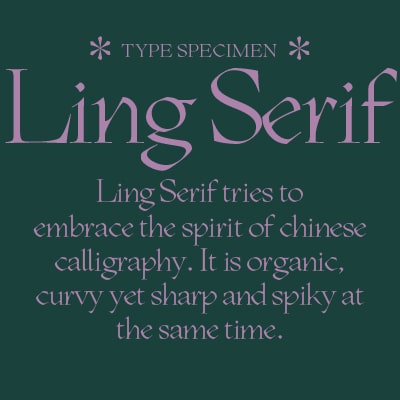 * TYPE SPECIMEN *
Ling Serif
Ling Serif tries to
embrace the spirit of chinese
calligraphy. It is organic,
curvy yet sharp and spiky at
the same time.